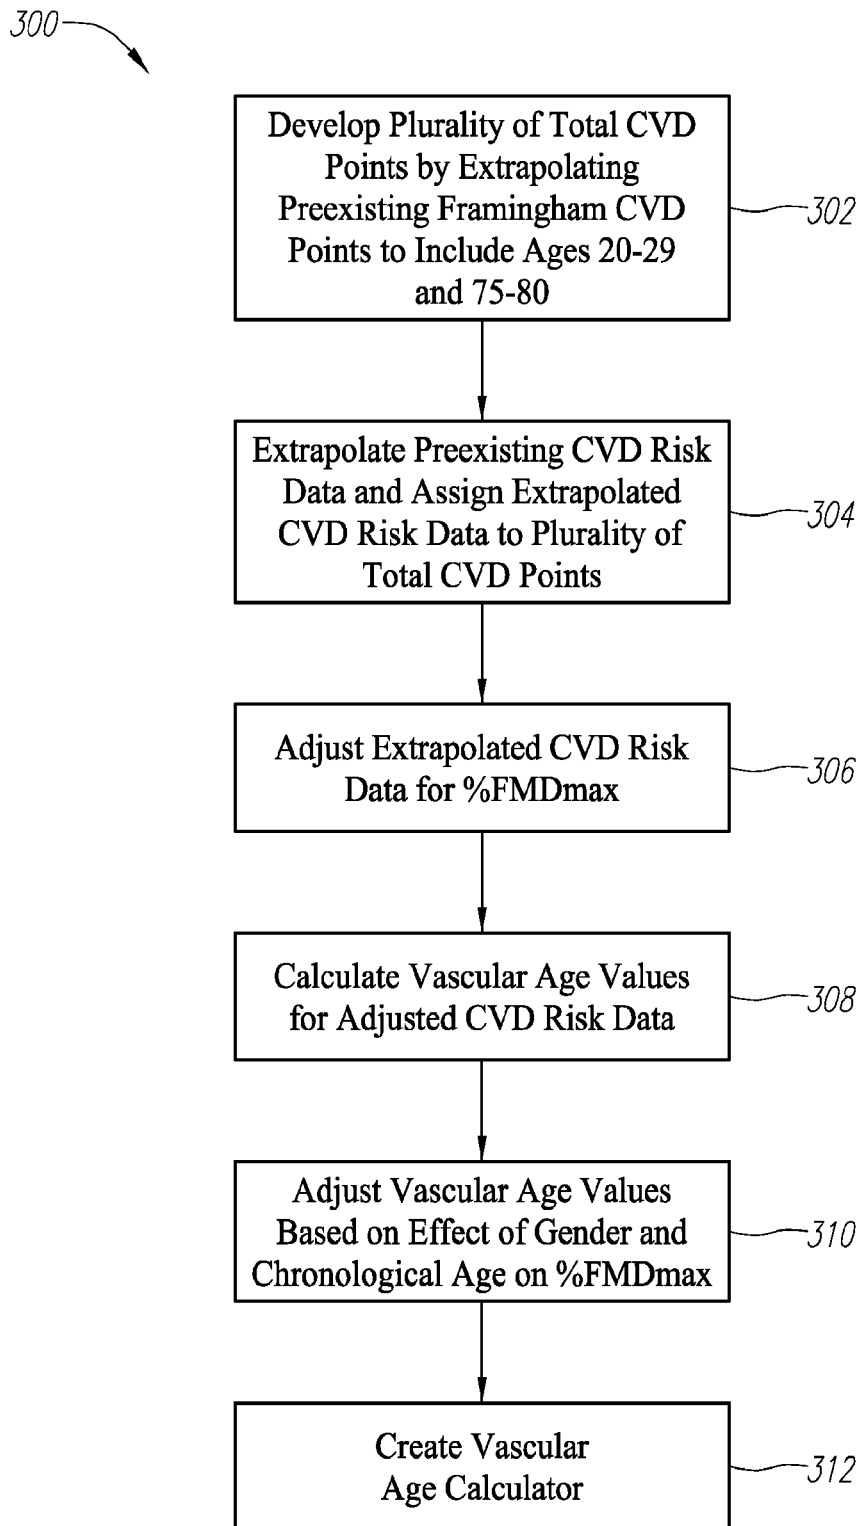 300
Develop Plurality of Total CVD
Points by Extrapolating
Preexisting Framingham CVD
Points to Include Ages 20-29
and 75-80
302
Extrapolate Preexisting CVD Risk
Data and Assign Extrapolated
CVD Risk Data to Plurality of
Total CVD Points
304
Adjust Extrapolated CVD Risk
Data for %FMDmax
306
Calculate Vascular Age Values
for Adjusted CVD Risk Data
308
Adjust Vascular Age Values
Based on Effect of Gender and
Chronological Age on %FMDmax
310
Create Vascular
Age Calculator
312